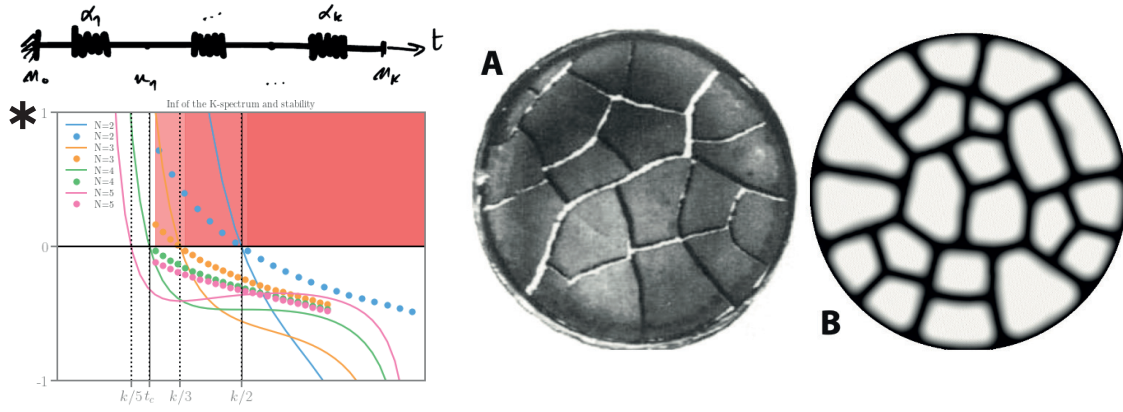 α₁ ... αₖ
t
u₀ u₁ ... uₖ
*
Inf of the K-spectrum and stability
1
N=2
N=2
N=3
N=3
N=4
N=4
N=5
N=5
0
-1
k/5 t_c k/3 k/2
A
B